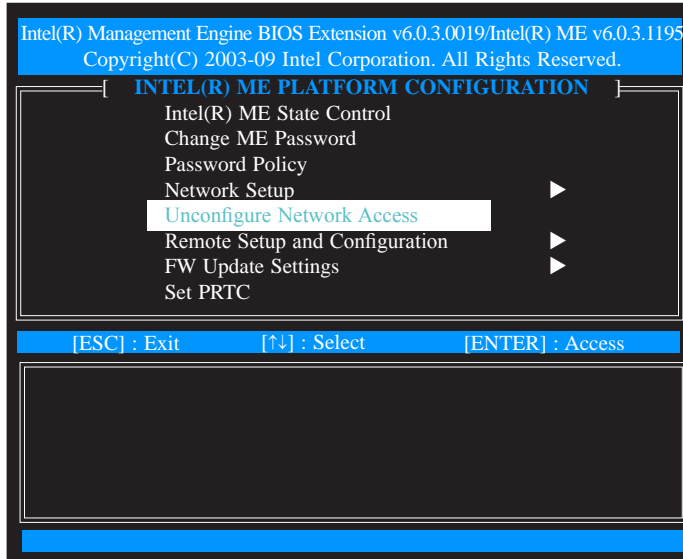 Intel(R) Management Engine BIOS Extension v6.0.3.0019/Intel(R) ME v6.0.3.1195
Copyright(C) 2003-09 Intel Corporation. All Rights Reserved.
[ INTEL(R) ME PLATFORM CONFIGURATION ]
Intel(R) ME State Control
Change ME Password
Password Policy
Network Setup ▶
Unconfigure Network Access
Remote Setup and Configuration ▶
FW Update Settings ▶
Set PRTC
[ESC] : Exit [↑↓] : Select [ENTER] : Access